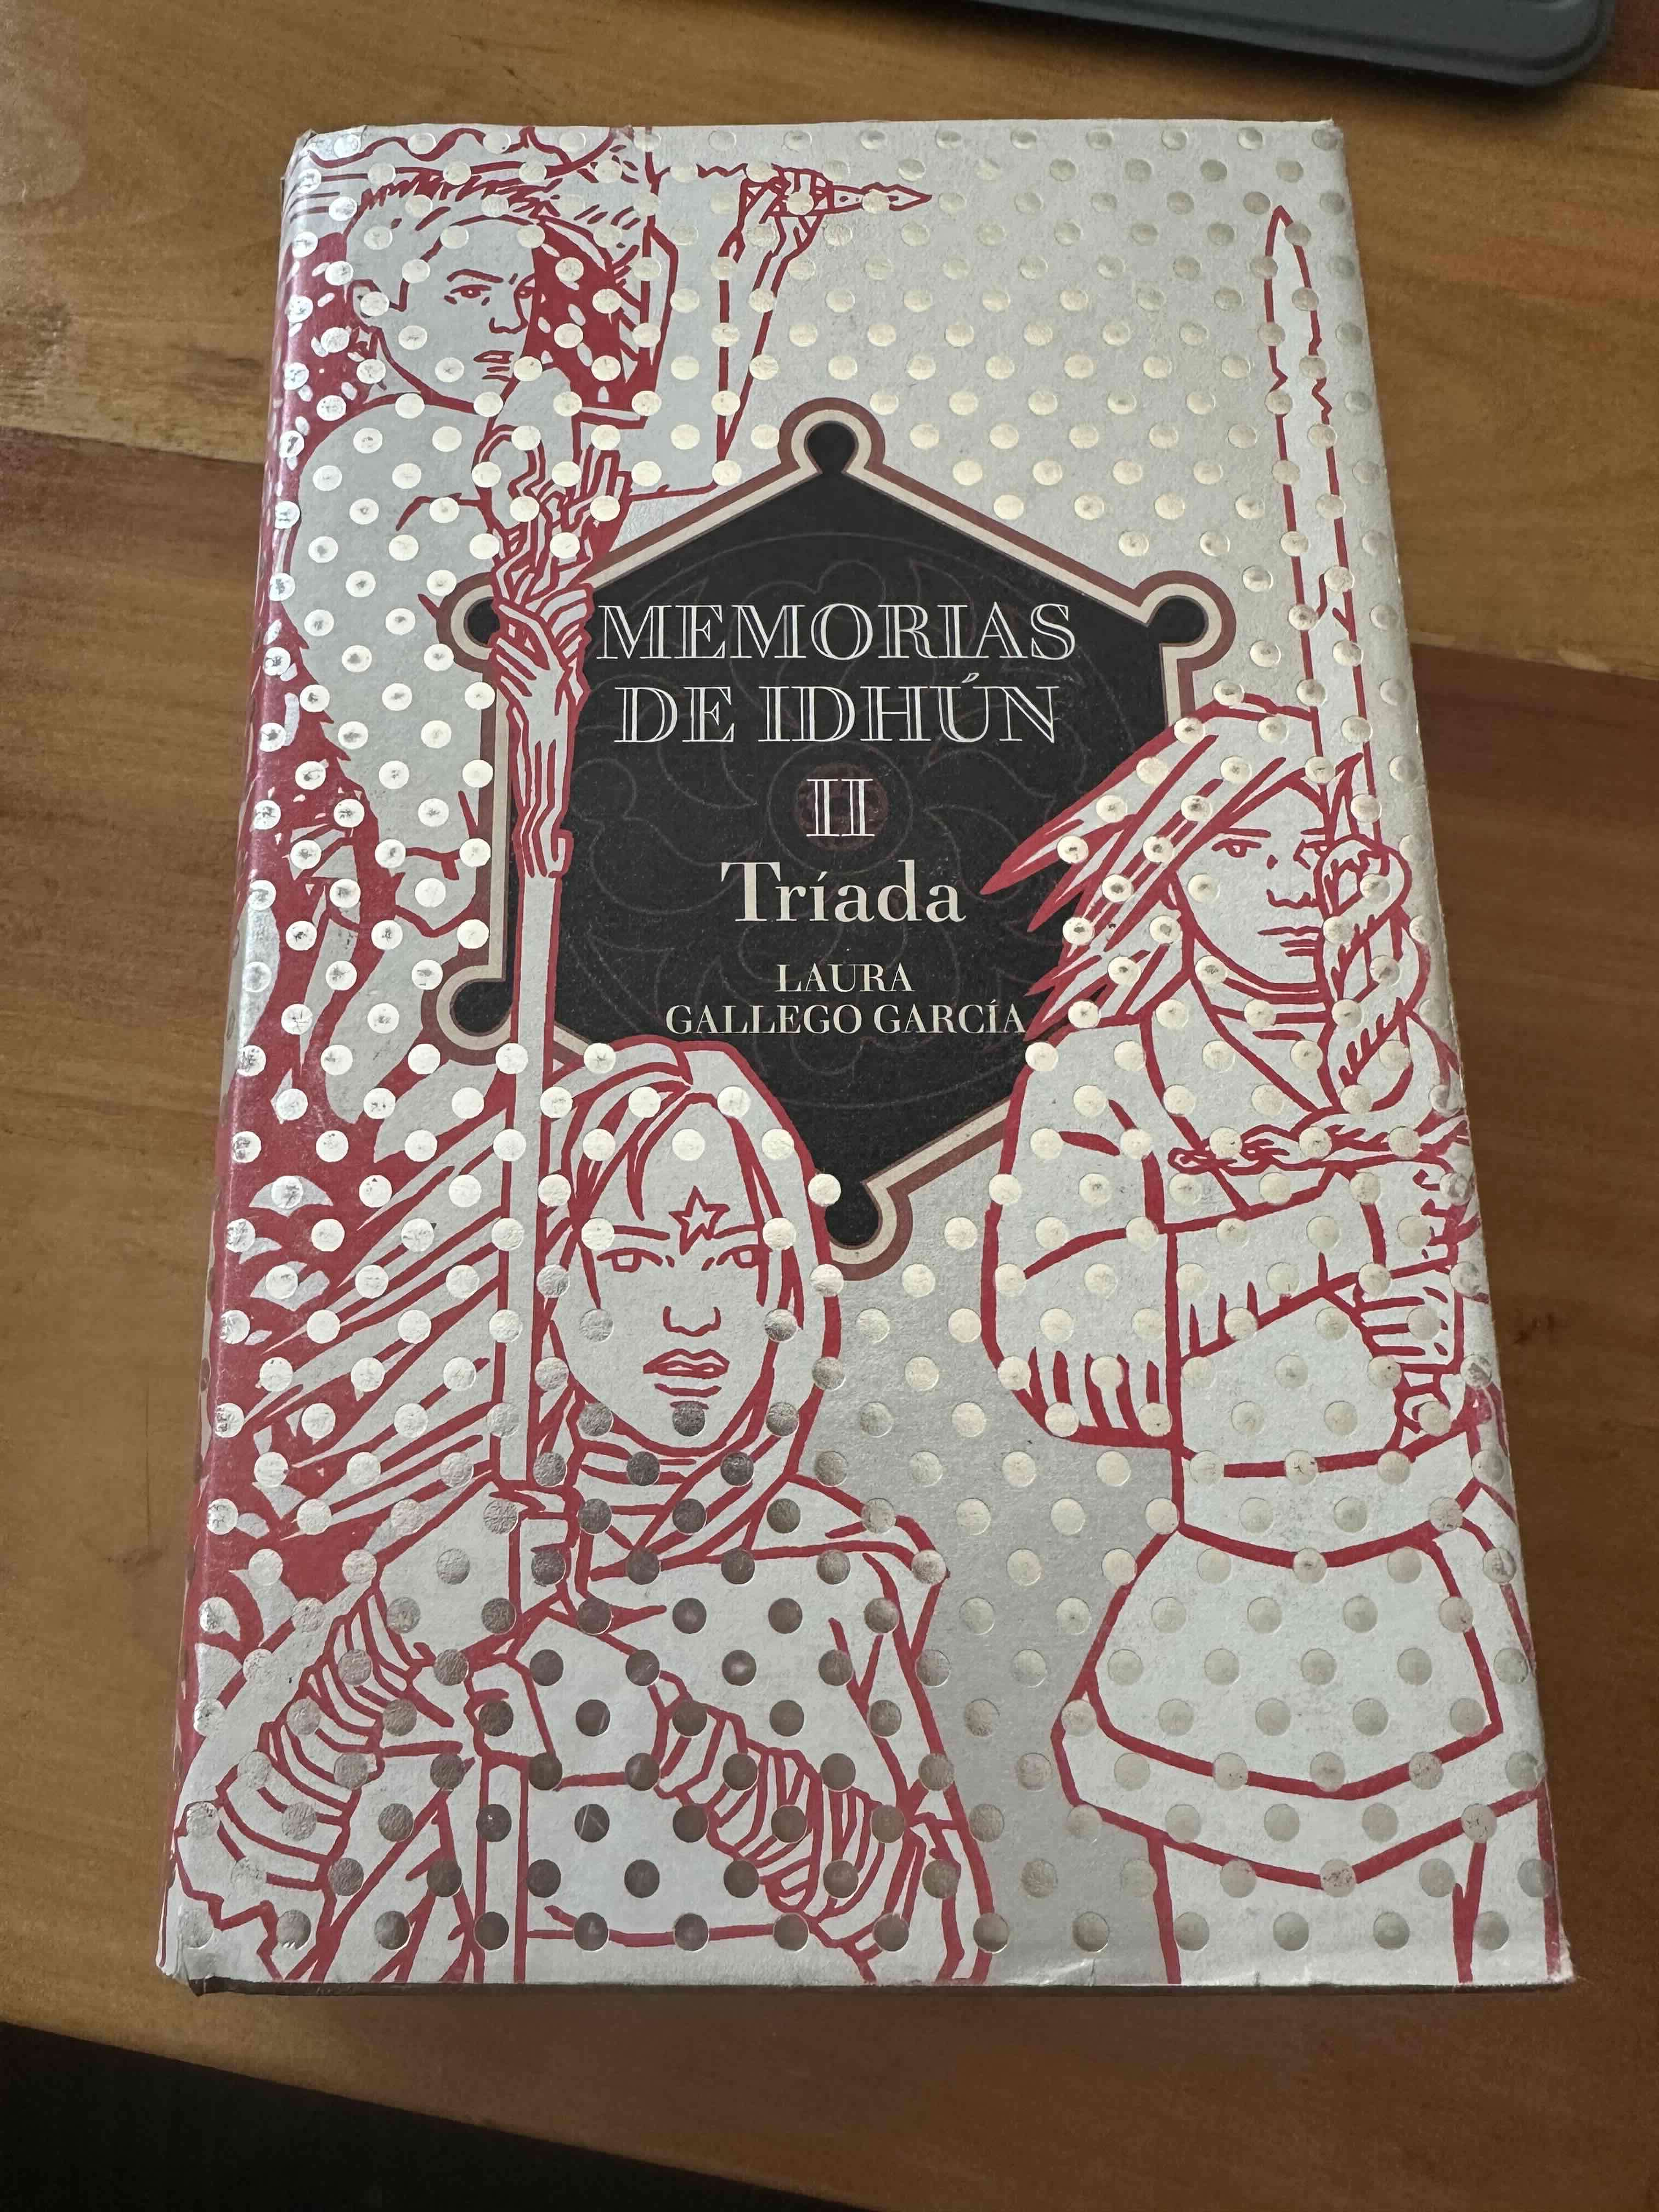 MEMORIAS
DE IDHÚN
II
Tríada
LAURA
GALLEGO GARCÍA